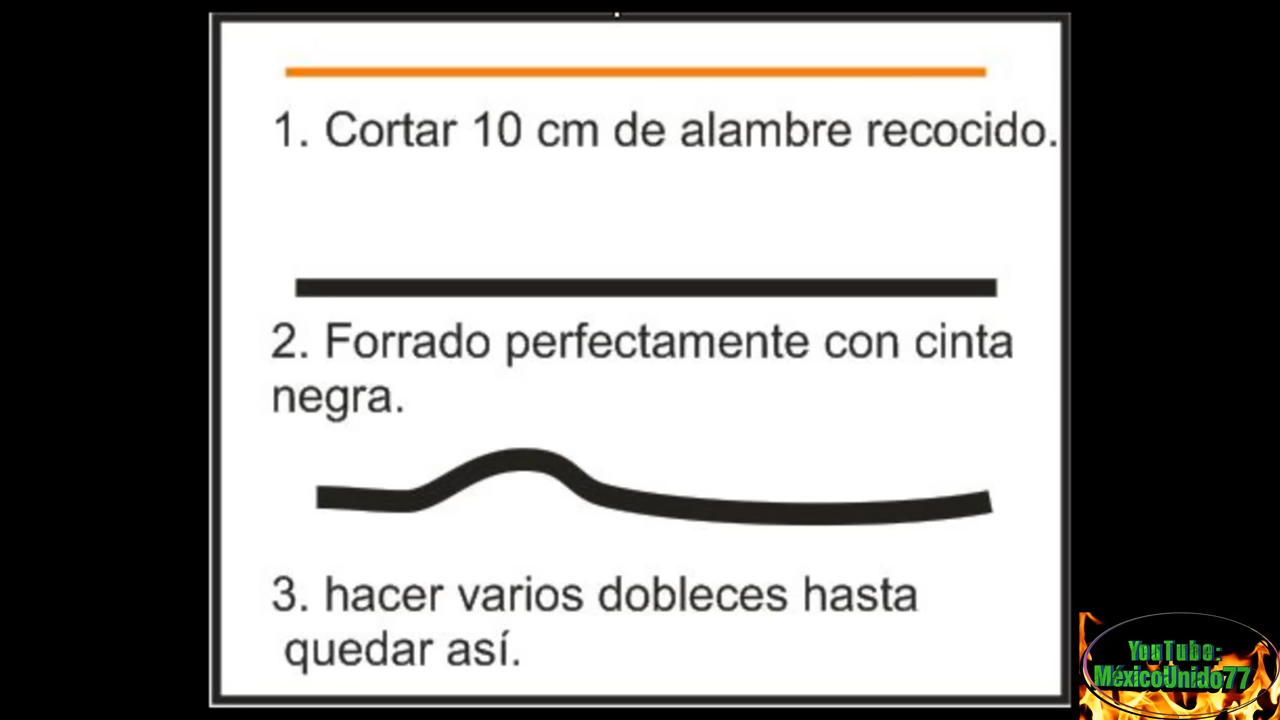 1. Cortar 10 cm de alambre recocido.
2. Forrado perfectamente con cinta
negra.
3. hacer varios dobleces hasta
quedar así.
YouTube:
MéxicoUnido77